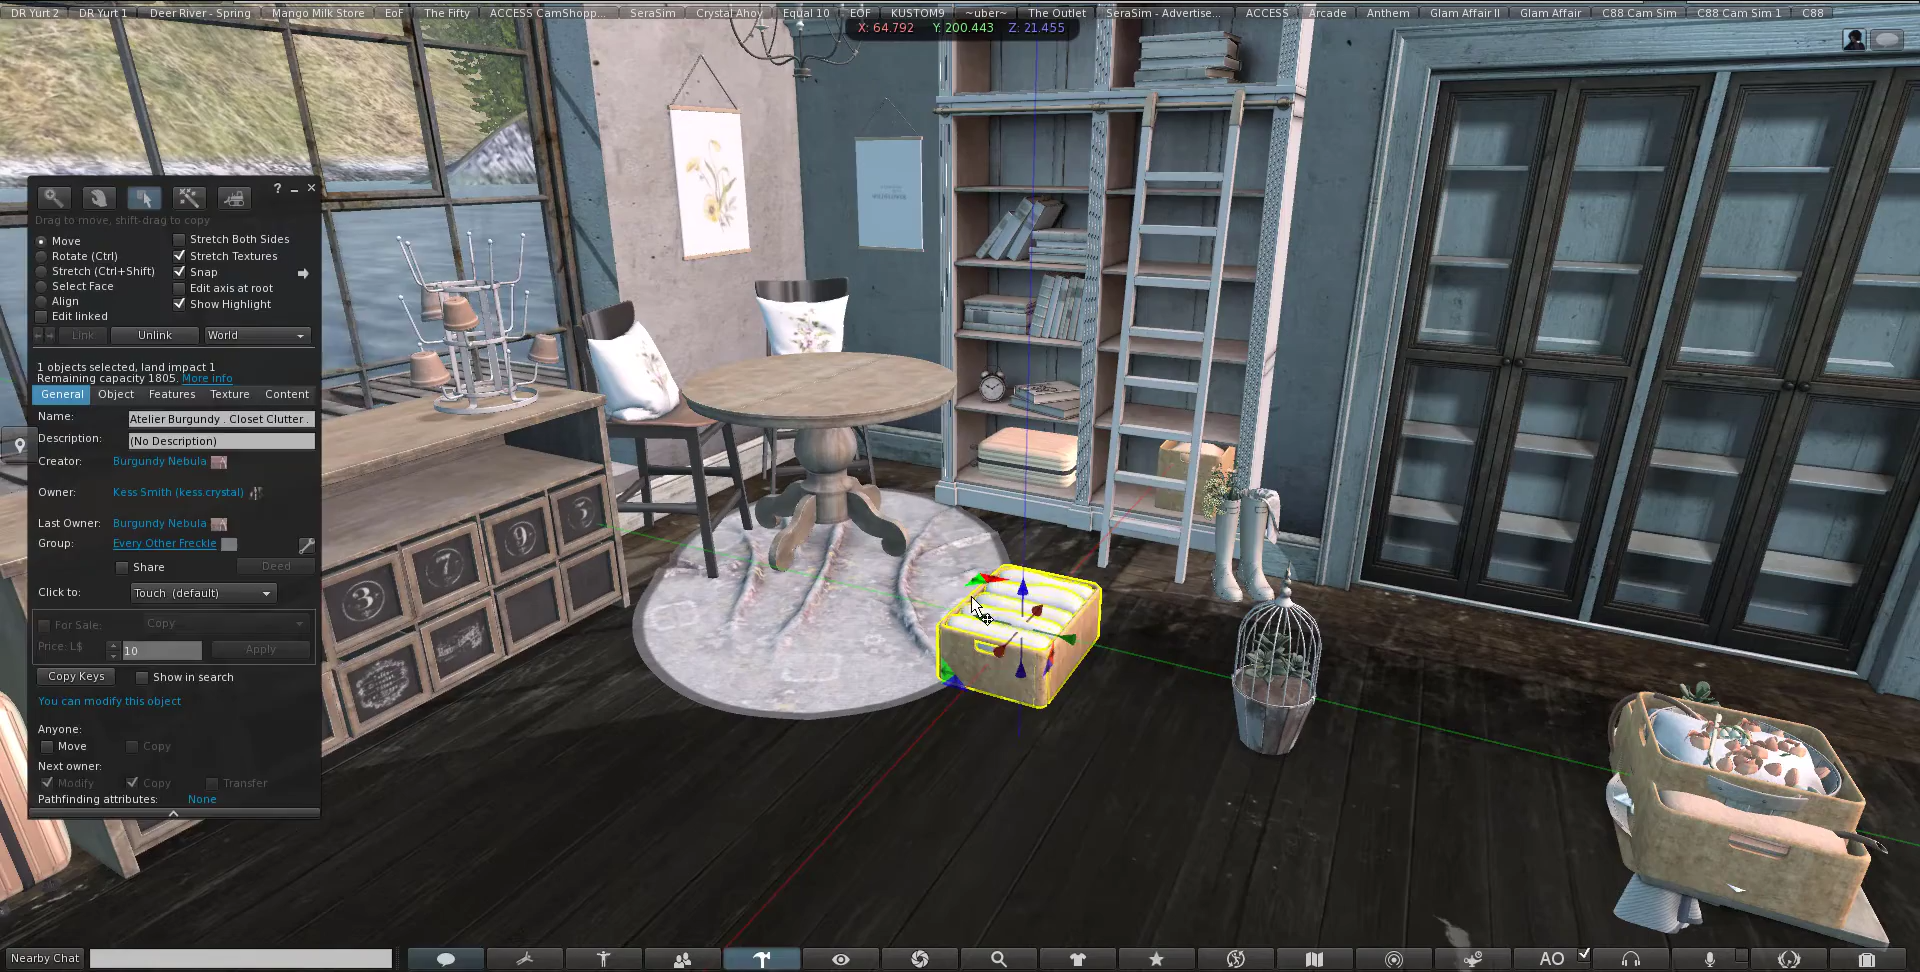 DR Yurt 2 DR Yurt 1 Deer River - Spring Mango Milk Store EoF The Fifty ACCESS CamShopp... SeraSim Crystal Ahoy Equal 10 EOF KUSTOM9 ~uber~ The Outlet SeraSim - Advertise... ACCESS Arcade Anthem Glam Affair II Glam Affair C88 Cam Sim C88 Cam Sim 1 C88
X: 64.792 Y: 200.443 Z: 21.455
?
Drag to move, shift-drag to copy
Move
Rotate (Ctrl)
Stretch (Ctrl+Shift)
Select Face
Align
Edit linked
Stretch Both Sides
Stretch Textures
Snap
Edit axis at root
Show Highlight
Link Unlink World
1 objects selected, land impact 1
Remaining capacity 1805. More info
General Object Features Texture Content
Name: Atelier Burgundy . Closet Clutter .
Description: (No Description)
Creator: Burgundy Nebula
Owner: Kess Smith (kess.crystal)
Last Owner: Burgundy Nebula
Group: Every Other Freckle
Share Deed
Click to: Touch (default)
For Sale: Copy
Price: L$ 10 Apply
Copy Keys Show in search
You can modify this object
Anyone:
Move Copy
Next owner:
Modify Copy Transfer
Pathfinding attributes: None
3
7
9
5
Nearby Chat
AO